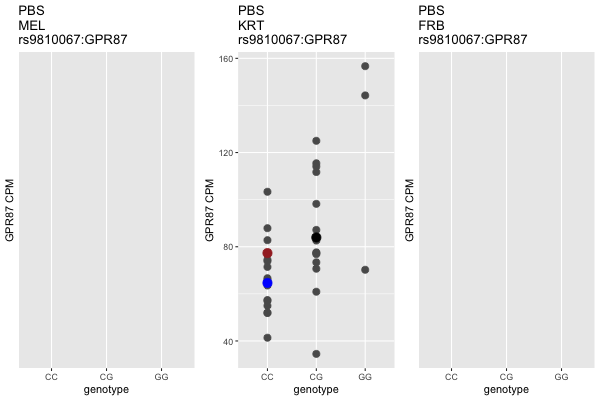 PBS
MEL
rs9810067:GPR87
GPR87 CPM
CC CG GG
genotype
PBS
KRT
rs9810067:GPR87
GPR87 CPM
160
120
80
40
CC CG GG
genotype
PBS
FRB
rs9810067:GPR87
GPR87 CPM
CC CG GG
genotype